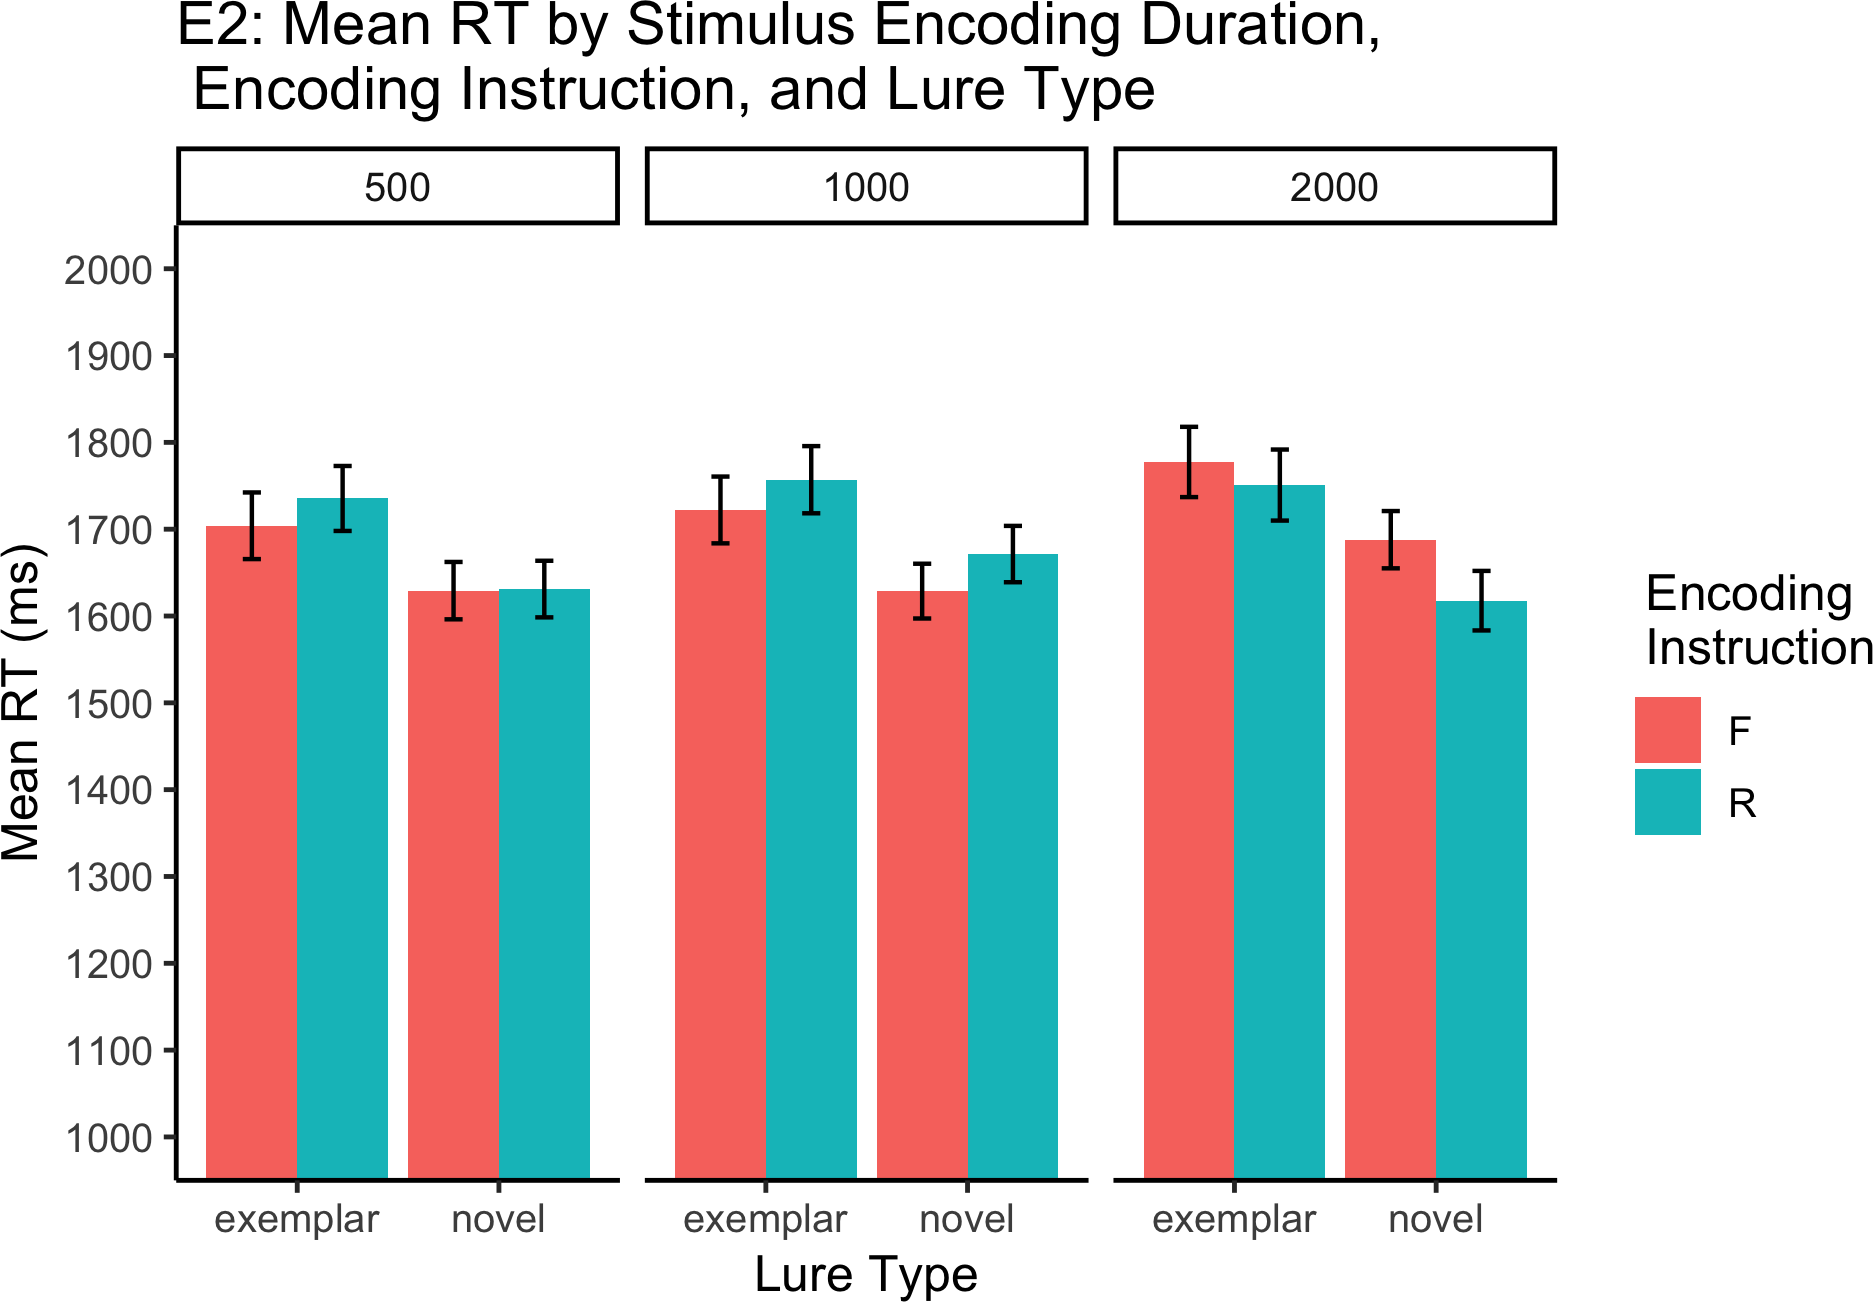 E2: Mean RT by Stimulus Encoding Duration,
Encoding Instruction, and Lure Type
500
1000
2000
2000
1900
1800
1700
1600
1500
1400
1300
1200
1100
1000
Mean RT (ms)
exemplar
novel
exemplar
novel
exemplar
novel
Lure Type
Encoding
Instruction
F
R